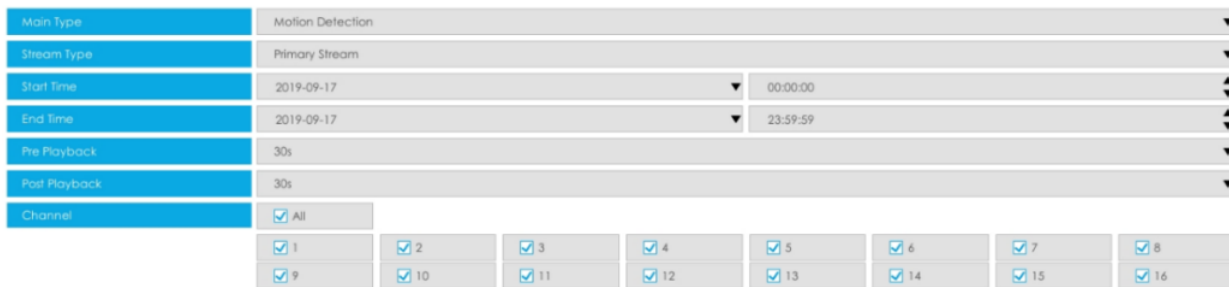 Main Type Motion Detection
Stream Type Primary Stream
Start Time 2019-09-17 00:00:00
End Time 2019-09-17 23:59:59
Pre Playback 30s
Post Playback 30s
Channel All
1 2 3 4 5 6 7 8
9 10 11 12 13 14 15 16